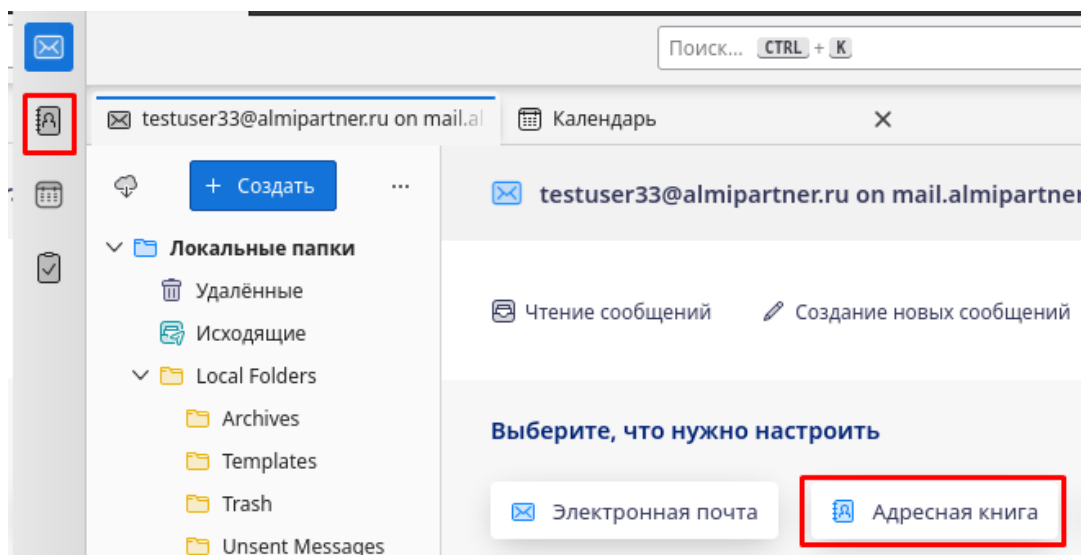 Поиск... CTRL + K
testuser33@almipartner.ru on mail.al
Календарь
+ Создать
testuser33@almipartner.ru on mail.almipartner
Локальные папки
Удалённые
Исходящие
Local Folders
Archives
Templates
Trash
Unsent Messages
Чтение сообщений
Создание новых сообщений
Выберите, что нужно настроить
Электронная почта
Адресная книга